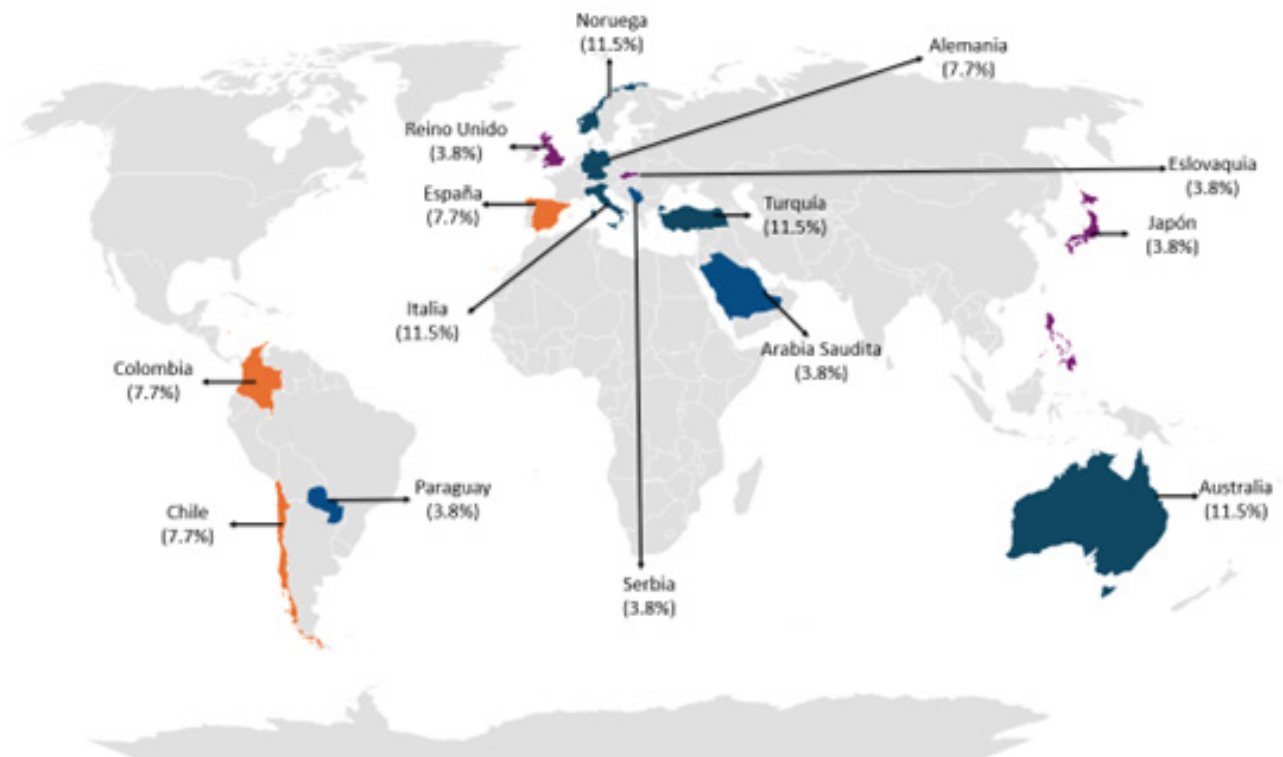 Noruega
(11.5%)
Alemania
(7.7%)
Reino Unido
(3.8%)
Eslovaquia
(3.8%)
España
(7.7%)
Turquía
(11.5%)
Japón
(3.8%)
Italia
(11.5%)
Arabia Saudita
(3.8%)
Colombia
(7.7%)
Paraguay
(3.8%)
Australia
(11.5%)
Chile
(7.7%)
Serbia
(3.8%)